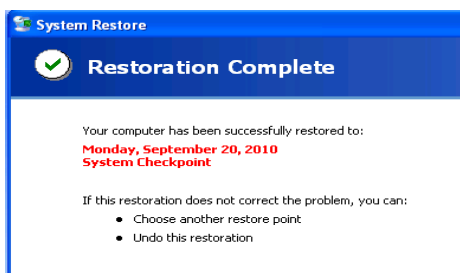 System Restore
Restoration Complete
Your computer has been successfully restored to:
Monday, September 20, 2010
System Checkpoint
If this restoration does not correct the problem, you can:
• Choose another restore point
• Undo this restoration